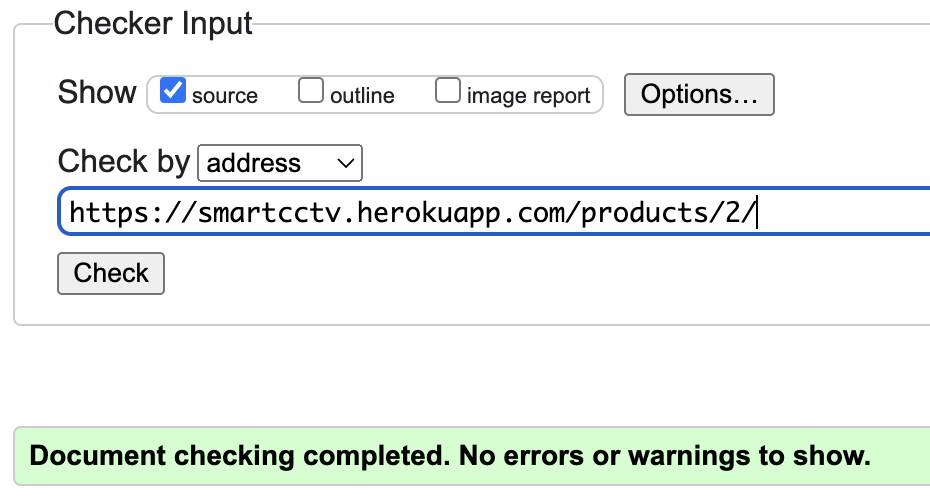 Checker Input
Show source outline image report Options...
Check by address
https://smartcctv.herokuapp.com/products/2/
Check
Document checking completed. No errors or warnings to show.